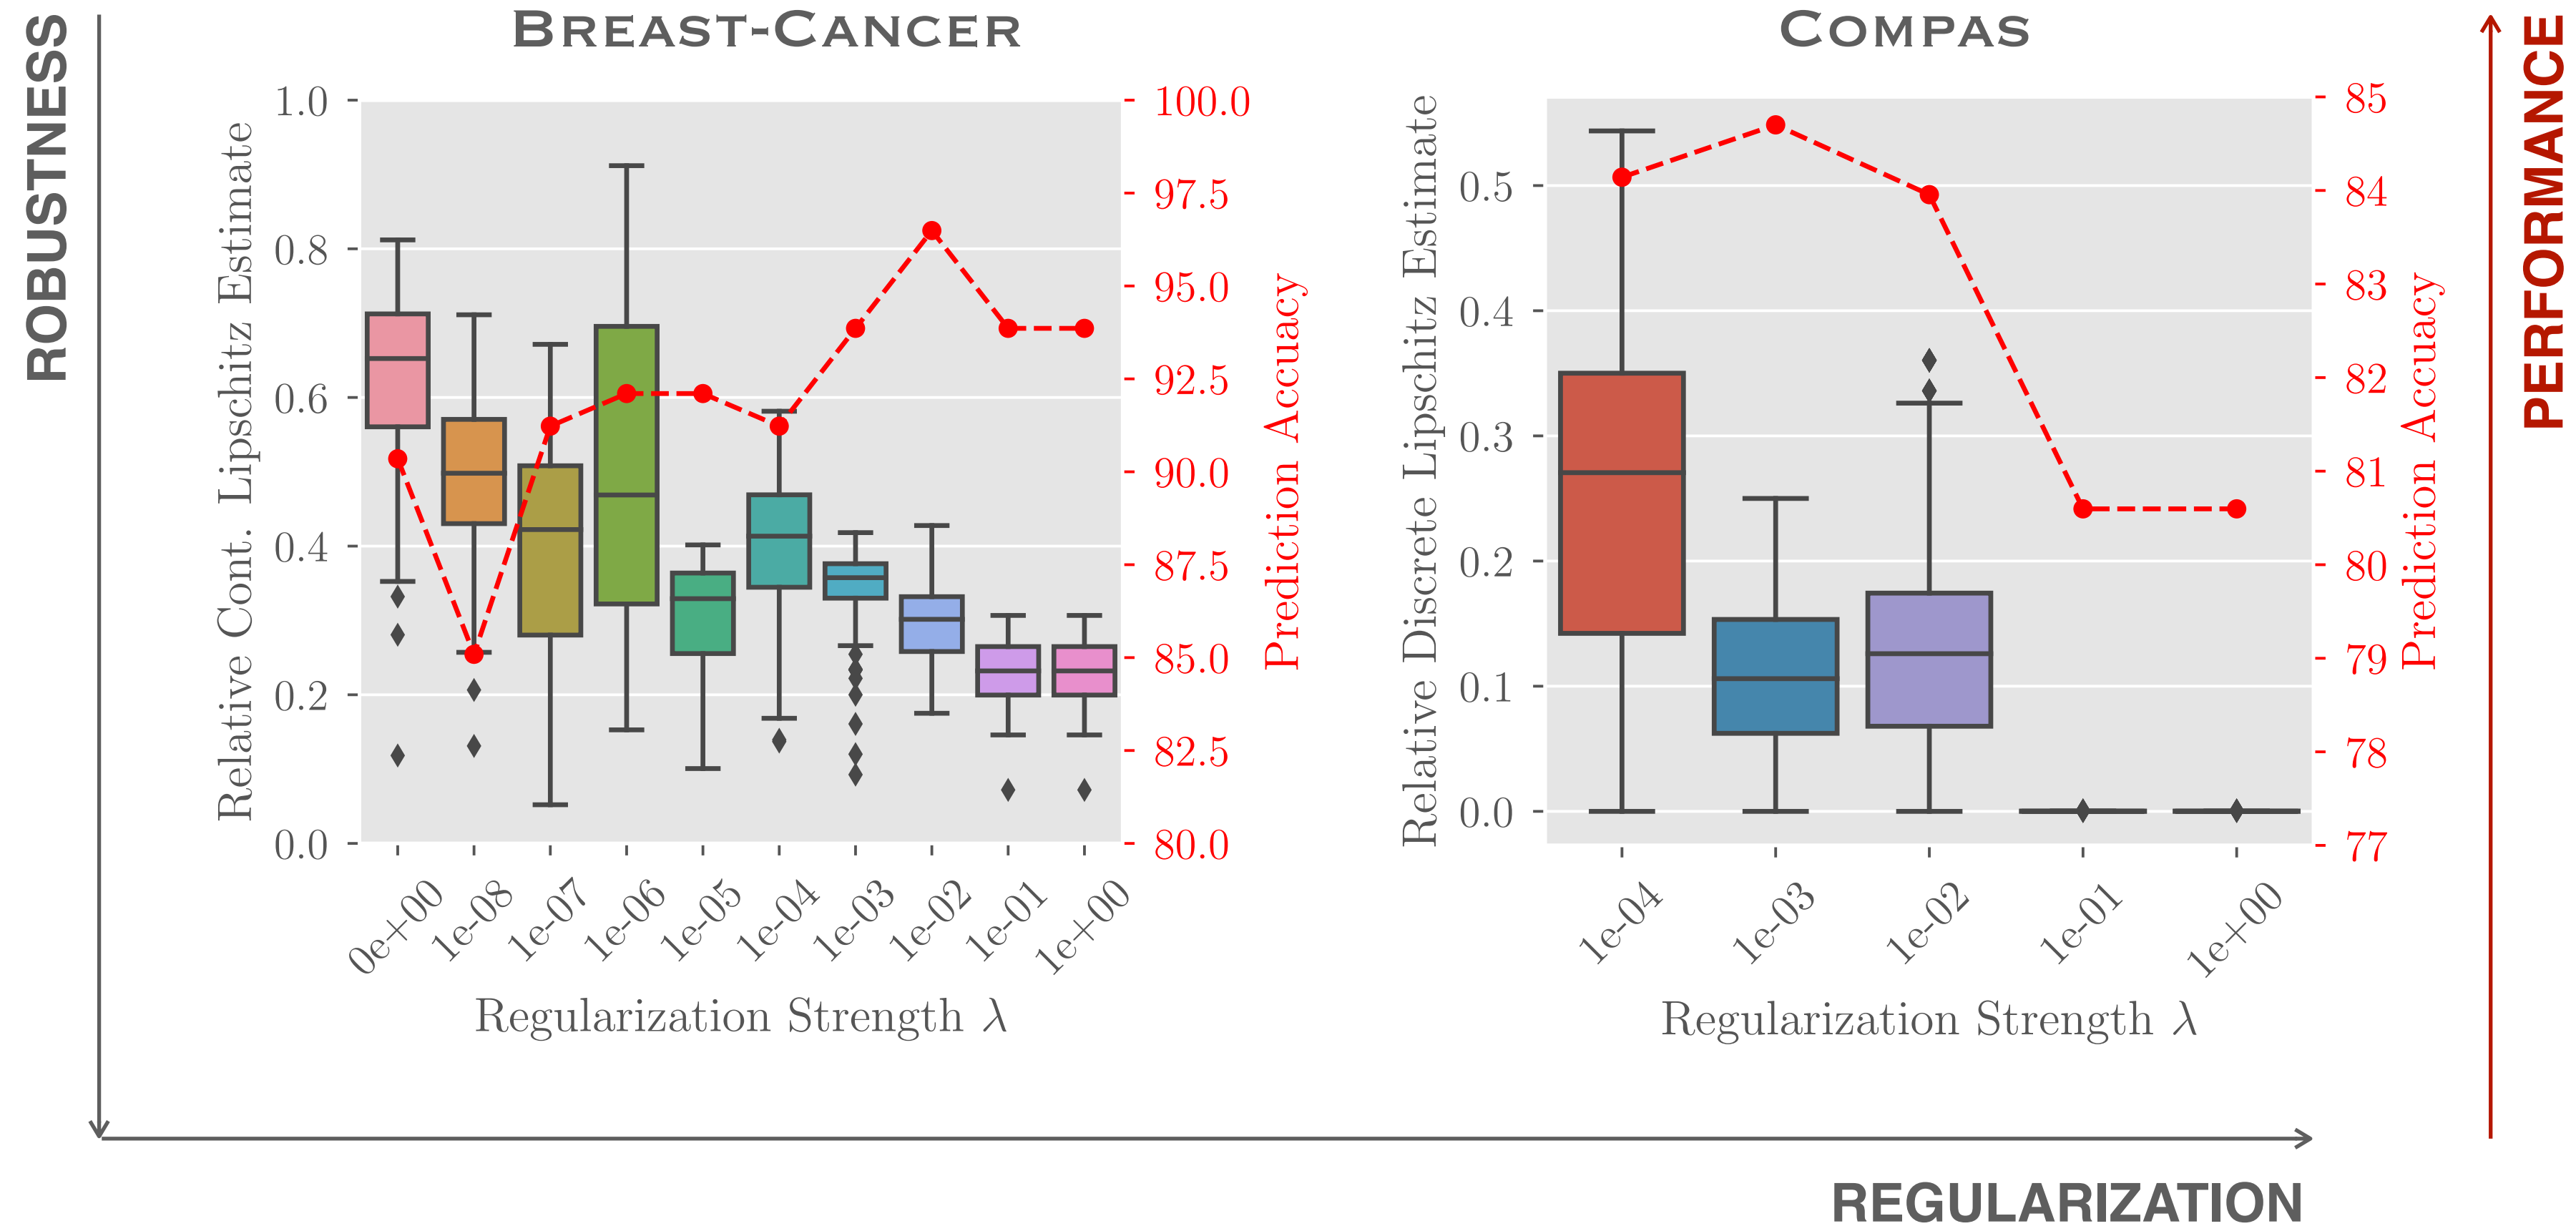 BREAST-CANCER
COMPAS
ROBUSTNESS
PERFORMANCE
Relative Cont. Lipschitz Estimate
1.0
0.8
0.6
0.4
0.2
0.0
100.0
97.5
95.0
92.5
90.0
87.5
85.0
82.5
80.0
Prediction Accuacy
0e+00
1e-08
1e-07
1e-06
1e-05
1e-04
1e-03
1e-02
1e-01
1e+00
Regularization Strength λ
Relative Discrete Lipschitz Estimate
0.5
0.4
0.3
0.2
0.1
0.0
85
84
83
82
81
80
79
78
77
Prediction Accuacy
1e-04
1e-03
1e-02
1e-01
1e+00
Regularization Strength λ
REGULARIZATION